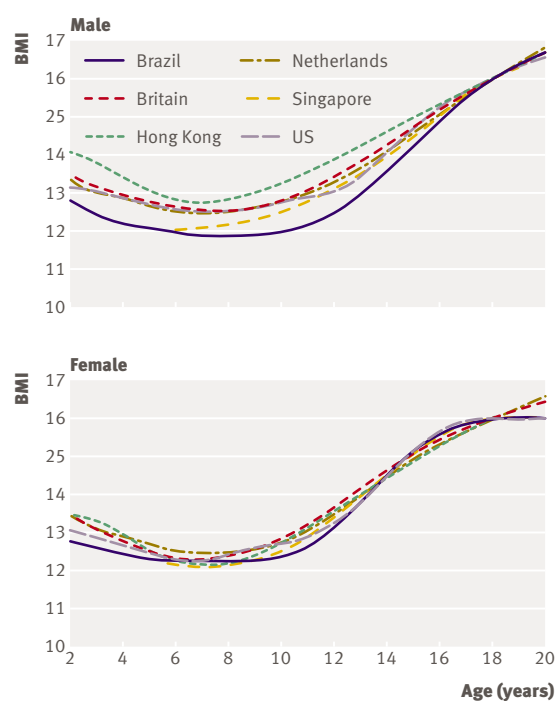 Male
BMI
17
16
25
14
13
12
11
10
Brazil
Netherlands
Britain
Singapore
Hong Kong
US
Female
BMI
17
16
25
14
13
12
11
10
2 4 6 8 10 12 14 16 18 20
Age (years)